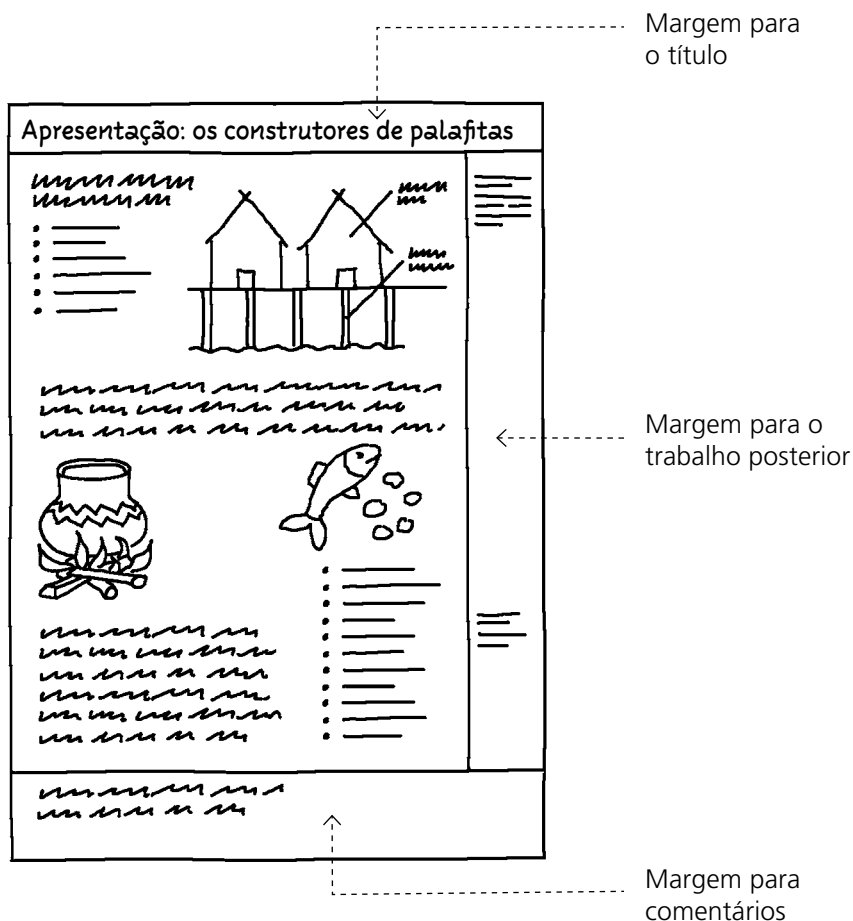 Margem para
o título
Apresentação: os construtores de palafitas
Margem para o
trabalho posterior
Margem para
comentários